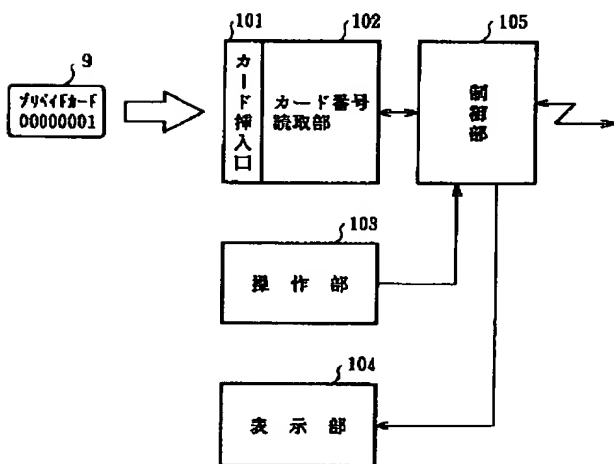 101
102
105
9
プリペイドカード
00000001
カード挿入口
カード番号
読取部
制御部
103
操作部
104
表示部